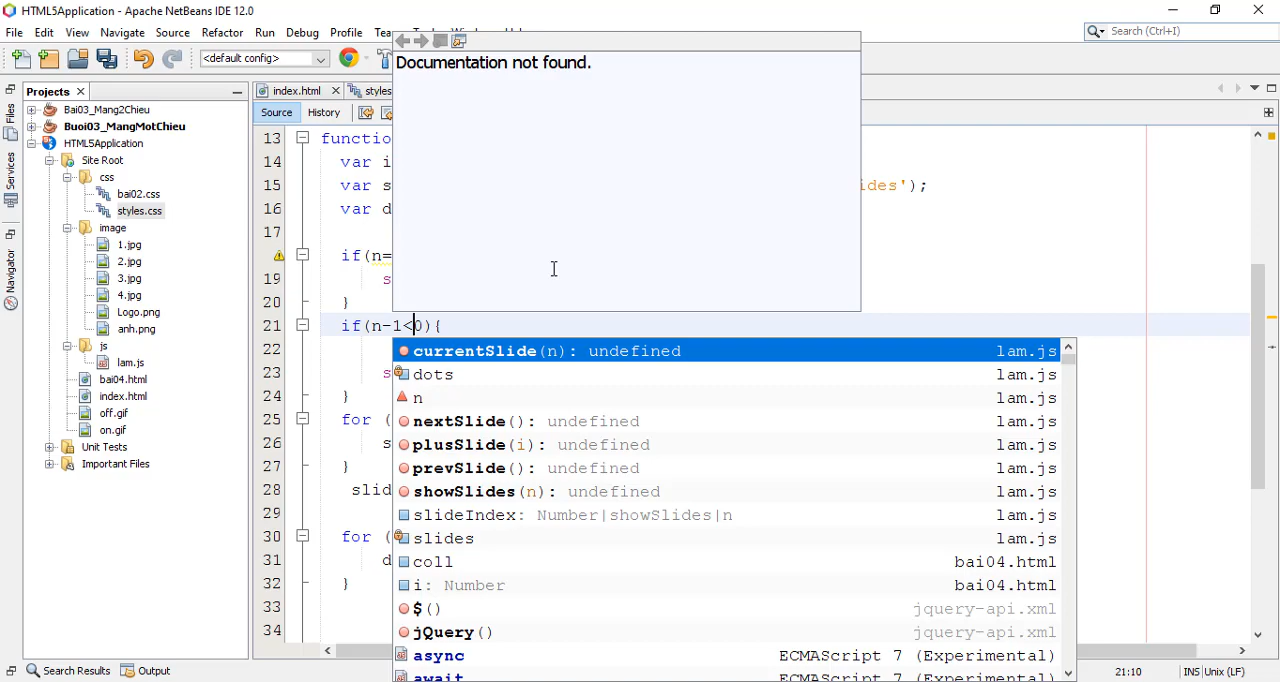 HTML5Application - Apache NetBeans IDE 12.0
File Edit View Navigate Source Refactor Run Debug Profile
Search (Ctrl+I)
<default config>
Documentation not found.
Projects
index.html
styles
Source History
Files
Services
Navigator
Bai03_Mang2Chieu
Buoi03_MangMotChieu
HTML5Application
Site Root
css
bai02.css
styles.css
image
1.jpg
2.jpg
3.jpg
4.jpg
Logo.png
anh.png
js
lam.js
bai04.html
index.html
off.gif
on.gif
Unit Tests
Important Files
13 functio
14 var i
15 var s ides');
16 var d
17
if(n=
19 s
20 }
21 if(n-1<0){
22
23 s
24 }
25 for (
26 s
27 }
28 slid
29
30 for (
31 d
32 }
33
34
currentSlide(n): undefined lam.js
dots lam.js
n lam.js
nextSlide(): undefined lam.js
plusSlide(i): undefined lam.js
prevSlide(): undefined lam.js
showSlides(n): undefined lam.js
slideIndex: Number|showSlides|n lam.js
slides lam.js
coll bai04.html
i: Number bai04.html
$() jquery-api.xml
jQuery() jquery-api.xml
async ECMAScript 7 (Experimental)
await ECMAScript 7 (Experimental)
Search Results Output
21:10 INS Unix (LF)